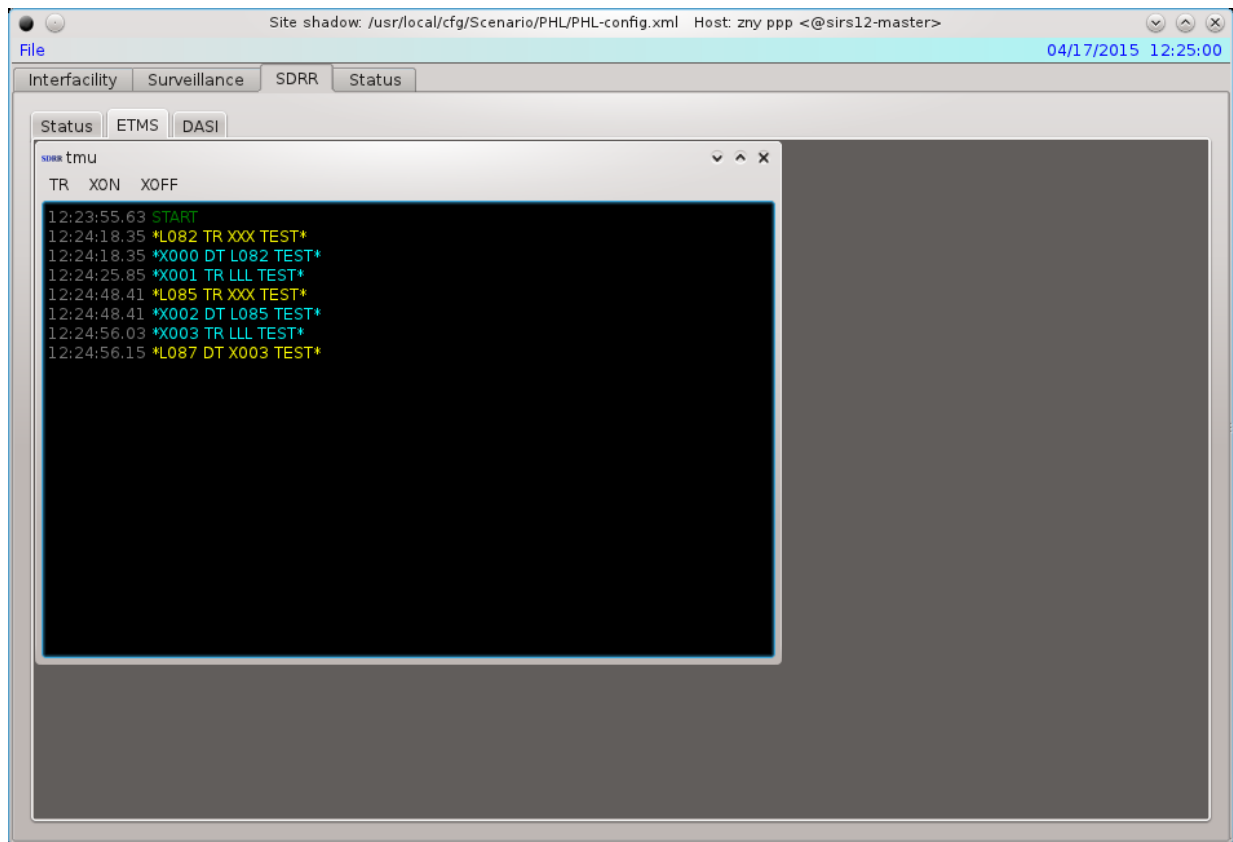 Site shadow: /usr/local/cfg/Scenario/PHL/PHL-config.xml Host: zny ppp <@sirs12-master>
File 04/17/2015 12:25:00
Interfacility Surveillance SDRR Status
Status ETMS DASI
SDRR tmu
TR XON XOFF
12:23:55.63 START
12:24:18.35 *L082 TR XXX TEST*
12:24:18.35 *X000 DT L082 TEST*
12:24:25.85 *X001 TR LLL TEST*
12:24:48.41 *L085 TR XXX TEST*
12:24:48.41 *X002 DT L085 TEST*
12:24:56.03 *X003 TR LLL TEST*
12:24:56.15 *L087 DT X003 TEST*